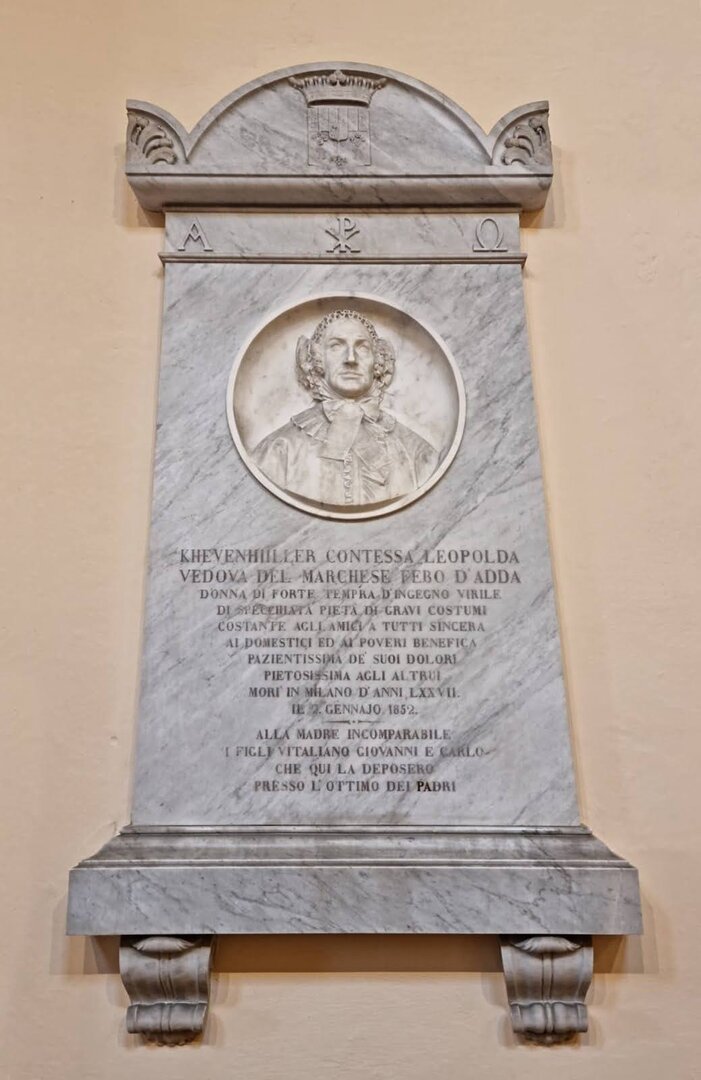 Α ☧ Ω
KHEVENHÜLLER CONTESSA LEOPOLDA
VEDOVA DEL MARCHESE FEBO D'ADDA
DONNA DI FORTE TEMPRA D'INGEGNO VIRILE
DI SPECCHIATA PIETÀ DI GRAVI COSTUMI
COSTANTE AGLI AMICI A TUTTI SINCERA
AI DOMESTICI ED AI POVERI BENEFICA
PAZIENTISSIMA DE' SUOI DOLORI
PIETOSISSIMA AGLI ALTRUI
MORÌ IN MILANO D'ANNI LXXVII.
IL 2. GENNAJO 1852.
ALLA MADRE INCOMPARABILE
I FIGLI VITALIANO GIOVANNI E CARLO
CHE QUI LA DEPOSERO
PRESSO L'OTTIMO DEI PADRI